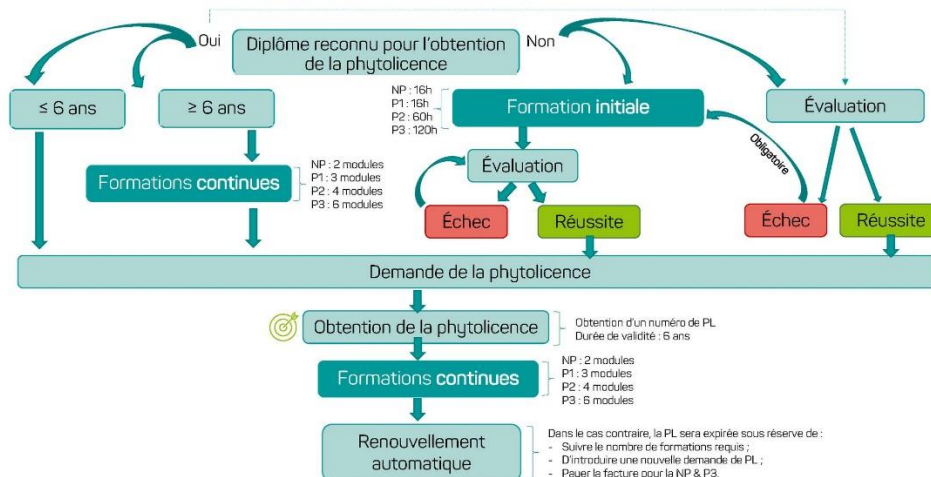 Oui
Diplôme reconnu pour l'obtention
de la phytolicence
Non
≤ 6 ans
≥ 6 ans
NP : 16h
P1 : 16h
P2 : 60h
P3 : 120h
Formation initiale
Évaluation
Obligatoire
Formations continues
NP : 2 modules
P1 : 3 modules
P2 : 4 modules
P3 : 6 modules
Évaluation
Échec
Réussite
Échec
Réussite
Demande de la phytolicence
Obtention de la phytolicence
Obtention d'un numéro de PL
Durée de validité : 6 ans
Formations continues
NP : 2 modules
P1 : 3 modules
P2 : 4 modules
P3 : 6 modules
Renouvellement
automatique
Dans le cas contraire, la PL sera expirée sous réserve de :
- Suivre le nombre de formations requis ;
- D'introduire une nouvelle demande de PL ;
- Payer la facture pour la NP & P3.